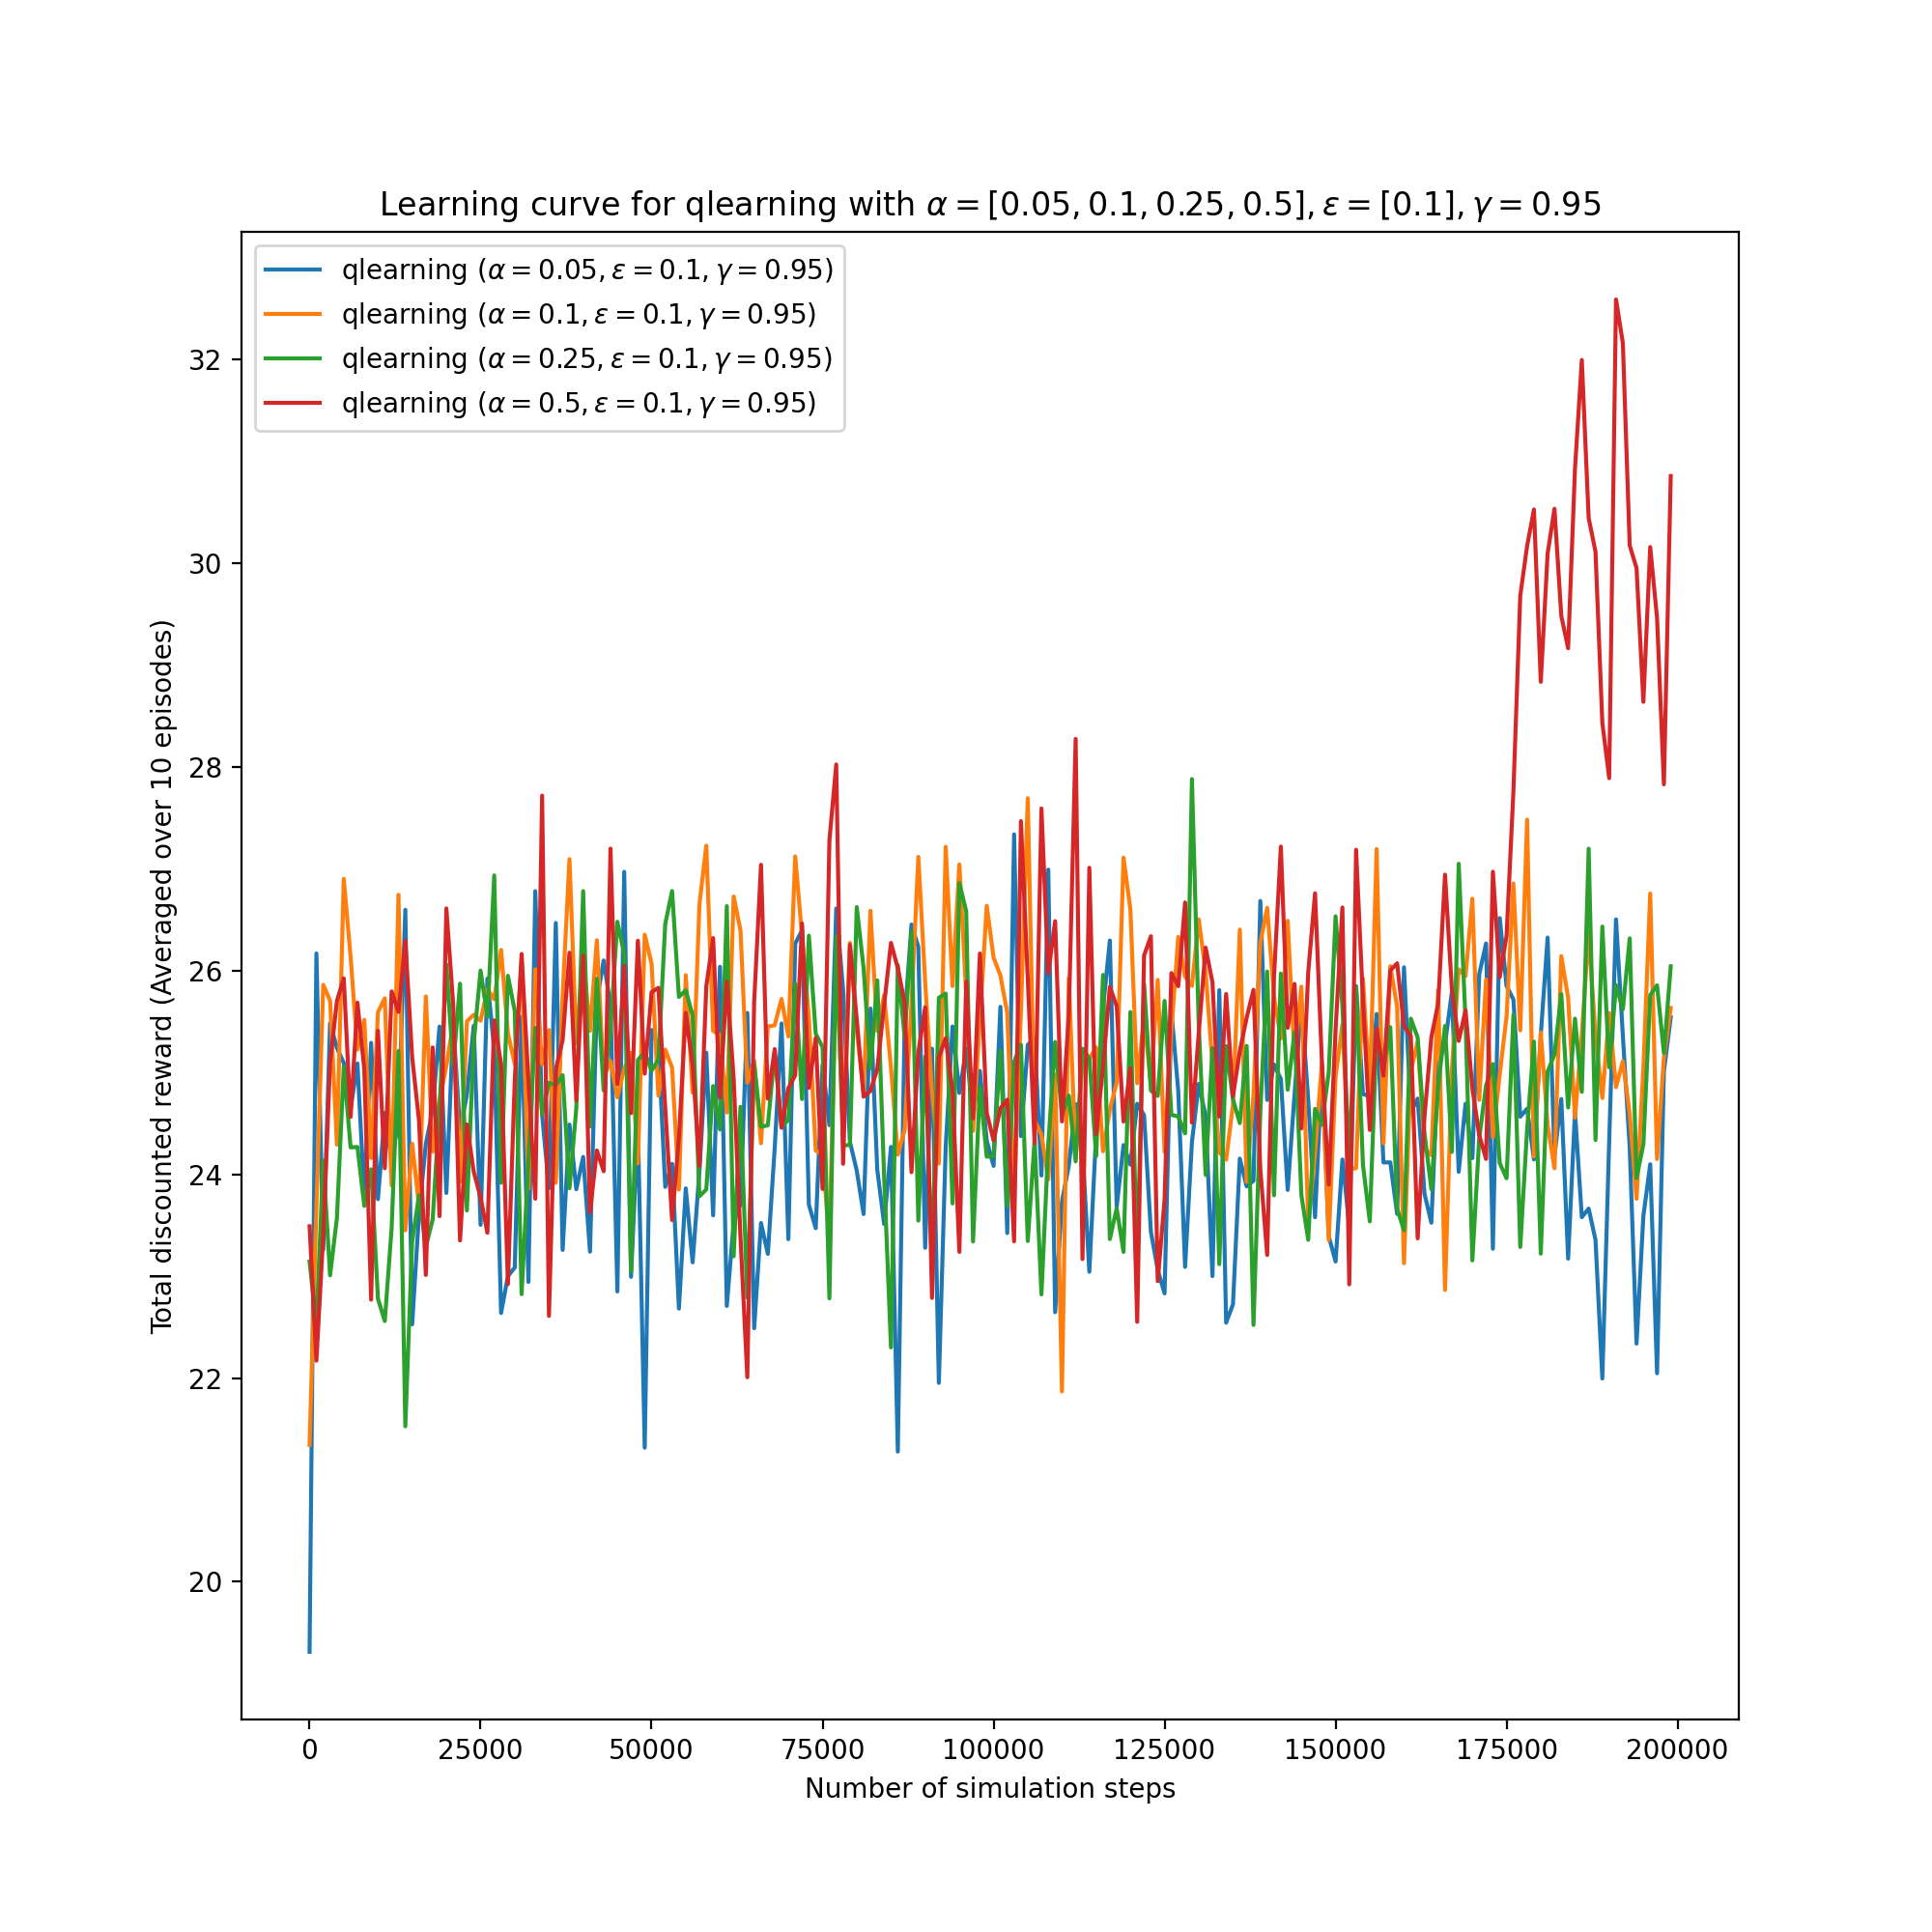 Learning curve for qlearning with α = [0.05, 0.1, 0.25, 0.5], ε = [0.1], γ = 0.95
qlearning (α = 0.05, ε = 0.1, γ = 0.95)
qlearning (α = 0.1, ε = 0.1, γ = 0.95)
qlearning (α = 0.25, ε = 0.1, γ = 0.95)
qlearning (α = 0.5, ε = 0.1, γ = 0.95)
Total discounted reward (Averaged over 10 episodes)
32
30
28
26
24
22
20
0 25000 50000 75000 100000 125000 150000 175000 200000
Number of simulation steps